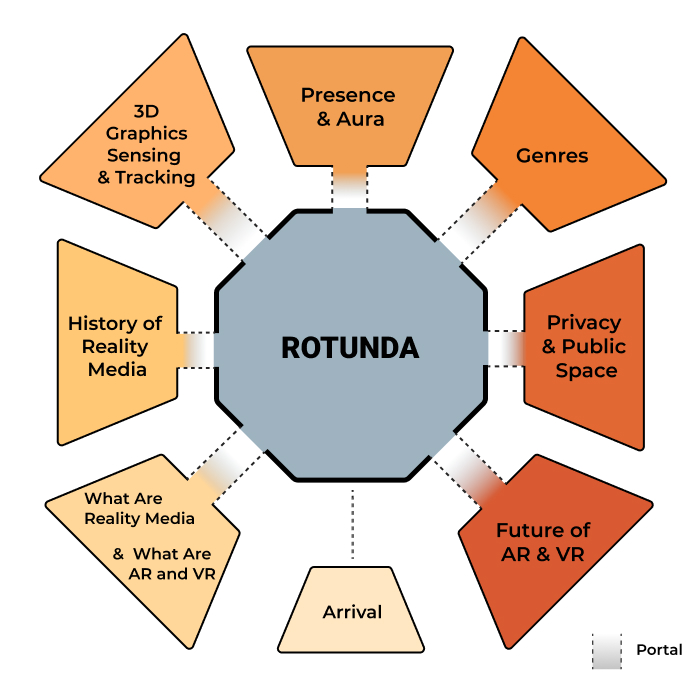 Presence
& Aura
3D
Graphics
Sensing
& Tracking
Genres
History of
Reality
Media
ROTUNDA
Privacy
& Public
Space
What Are
Reality Media
& What Are
AR and VR
Future of
AR & VR
Arrival
Portal